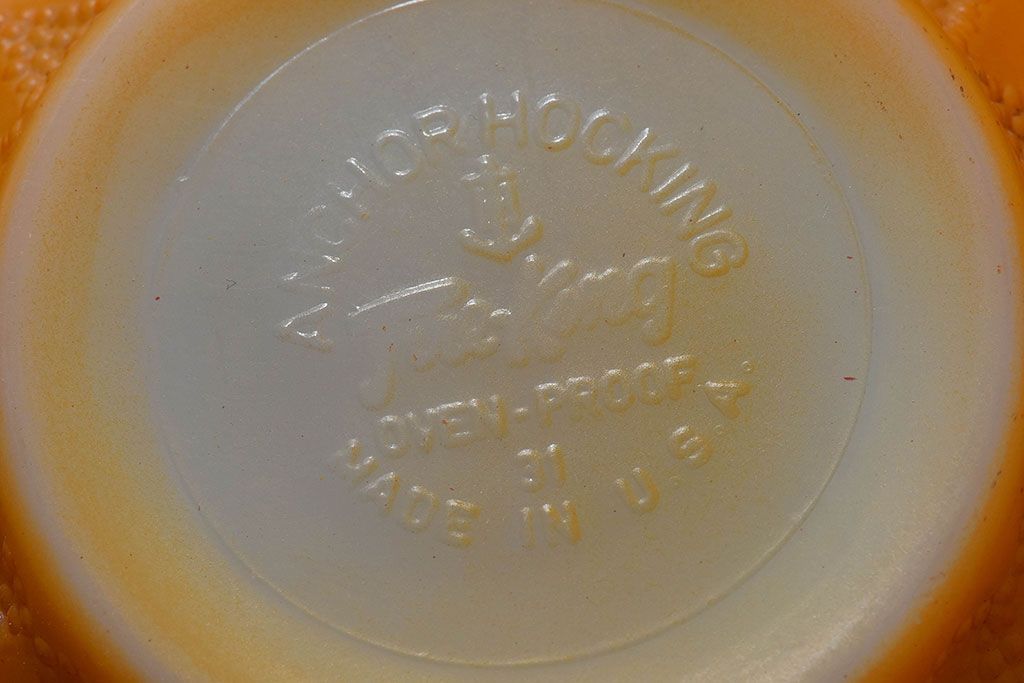 ANCHOR HOCKING
Fire King
OVEN-PROOF
31
MADE IN U.S.A.